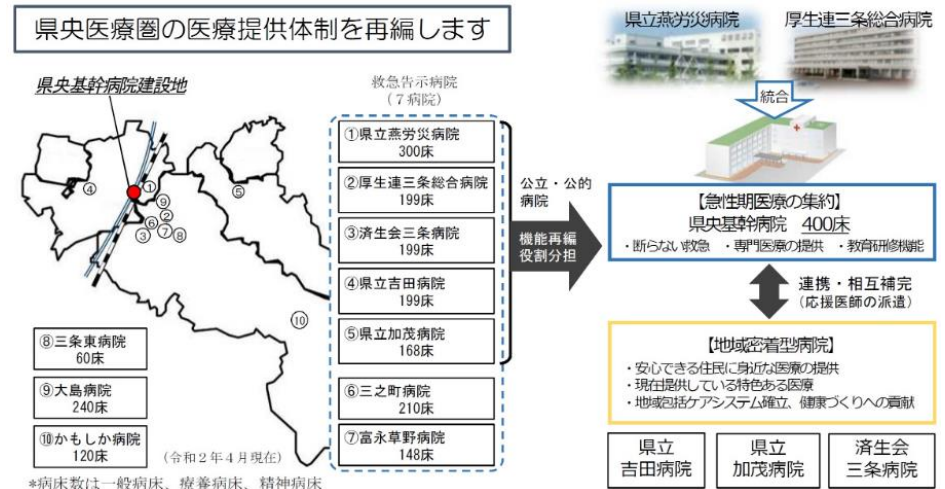 県央医療圏の医療提供体制を再編します
県央基幹病院建設地
①
②
③
④
⑤
⑥
⑦
⑧
⑨
⑩
救急告示病院
(7病院)
①県立燕労災病院
300床
②厚生連三条総合病院
199床
③済生会三条病院
199床
④県立吉田病院
199床
⑤県立加茂病院
168床
⑥三之町病院
210床
⑦富永草野病院
148床
⑧三条東病院
60床
⑨大島病院
240床
⑩かもしか病院
120床
(令和2年4月現在)
*病床数は一般病床、療養病床、精神病床
公立・公的
病院
機能再編
役割分担
県立燕労災病院
厚生連三条総合病院
統合
【急性期医療の集約】
県央基幹病院 400床
・断らない救急 ・専門医療の提供 ・教育研修機能
連携・相互補完
(応援医師の派遣)
【地域密着型病院】
・安心できる住民に身近な医療の提供
・現在提供している特色ある医療
・地域包括ケアシステム確立、健康づくりへの貢献
県立
吉田病院
県立
加茂病院
済生会
三条病院